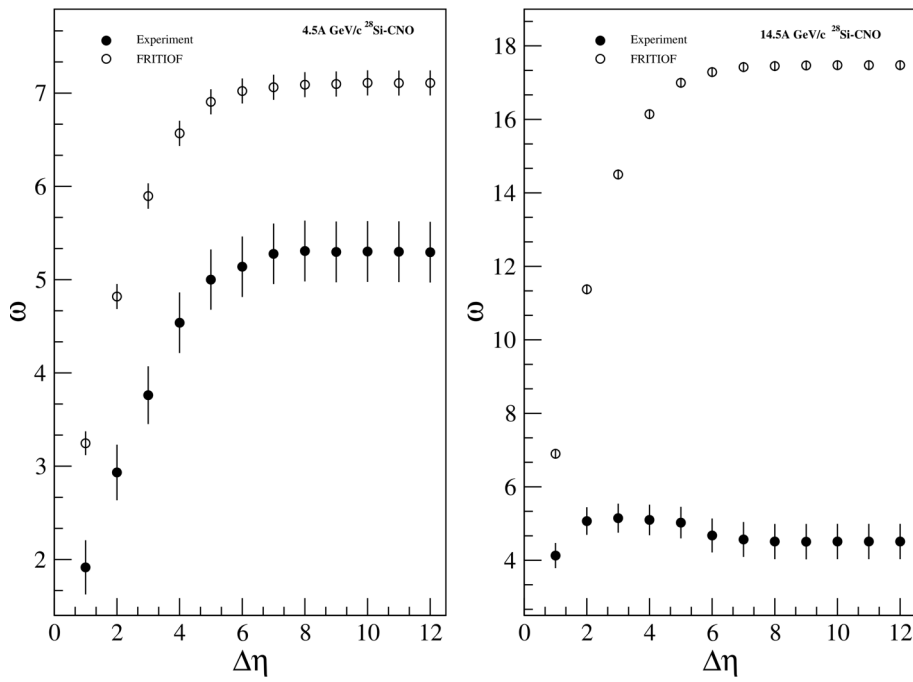 4.5A GeV/c ²⁸Si-CNO
Experiment
FRITIOF
7
6
5
4
3
2
ω
0 2 4 6 8 10 12
Δη
14.5A GeV/c ²⁸Si-CNO
Experiment
FRITIOF
18
16
14
12
10
8
6
4
ω
0 2 4 6 8 10 12
Δη